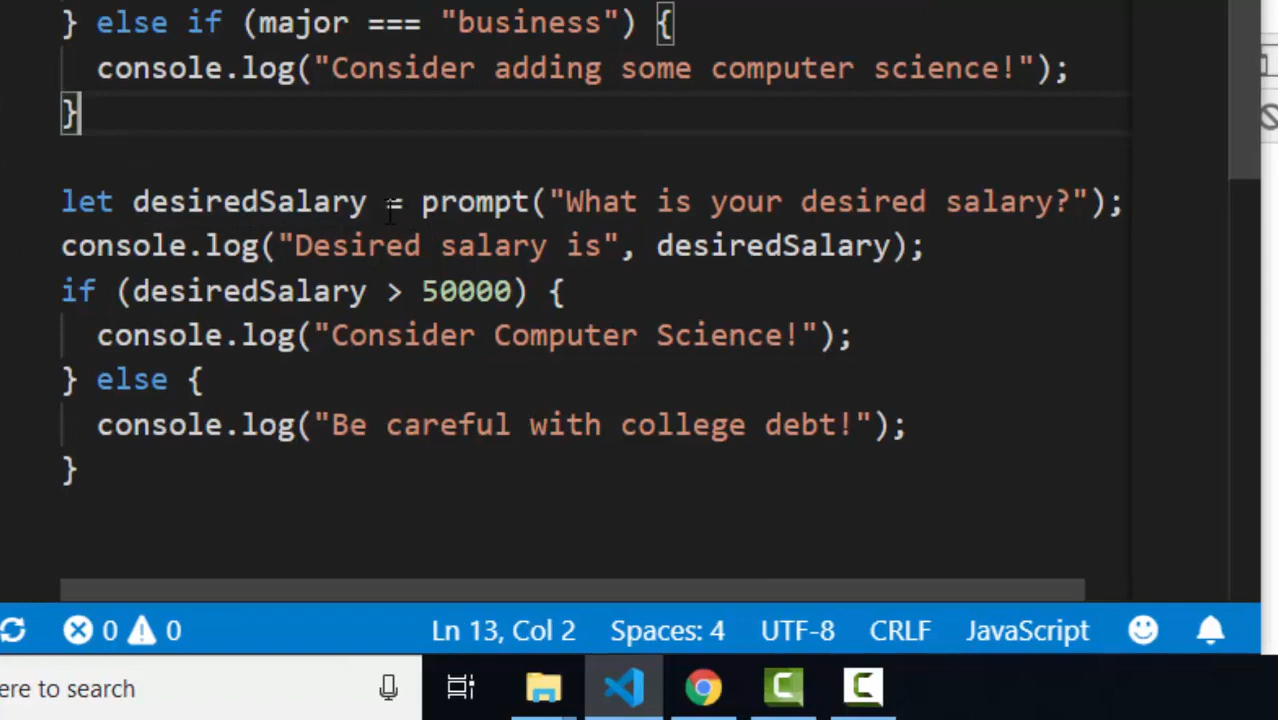 } else if (major === "business") {
console.log("Consider adding some computer science!");
}
let desiredSalary = prompt("What is your desired salary?");
console.log("Desired salary is", desiredSalary);
if (desiredSalary > 50000) {
console.log("Consider Computer Science!");
} else {
console.log("Be careful with college debt!");
}
0 0 Ln 13, Col 2 Spaces: 4 UTF-8 CRLF JavaScript
ere to search